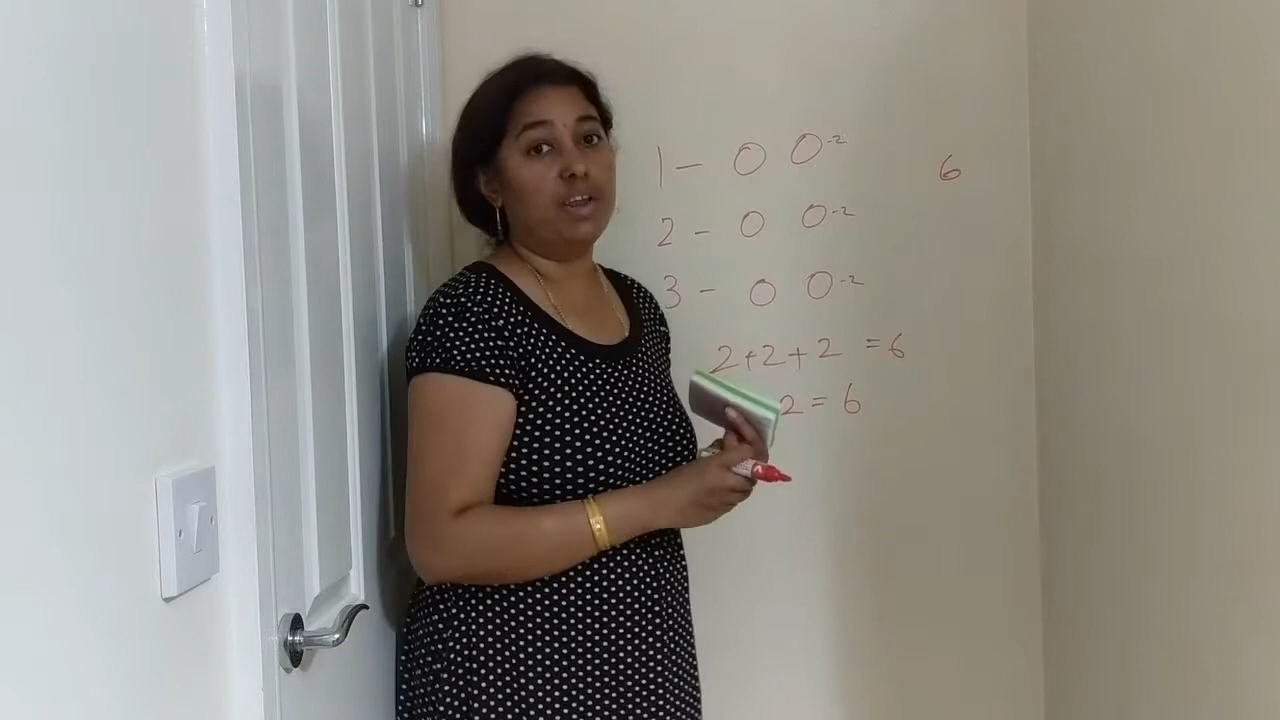 1 - O O -2
6
2 - O O -2
3 - O O -2
2+2+2 = 6
2 = 6